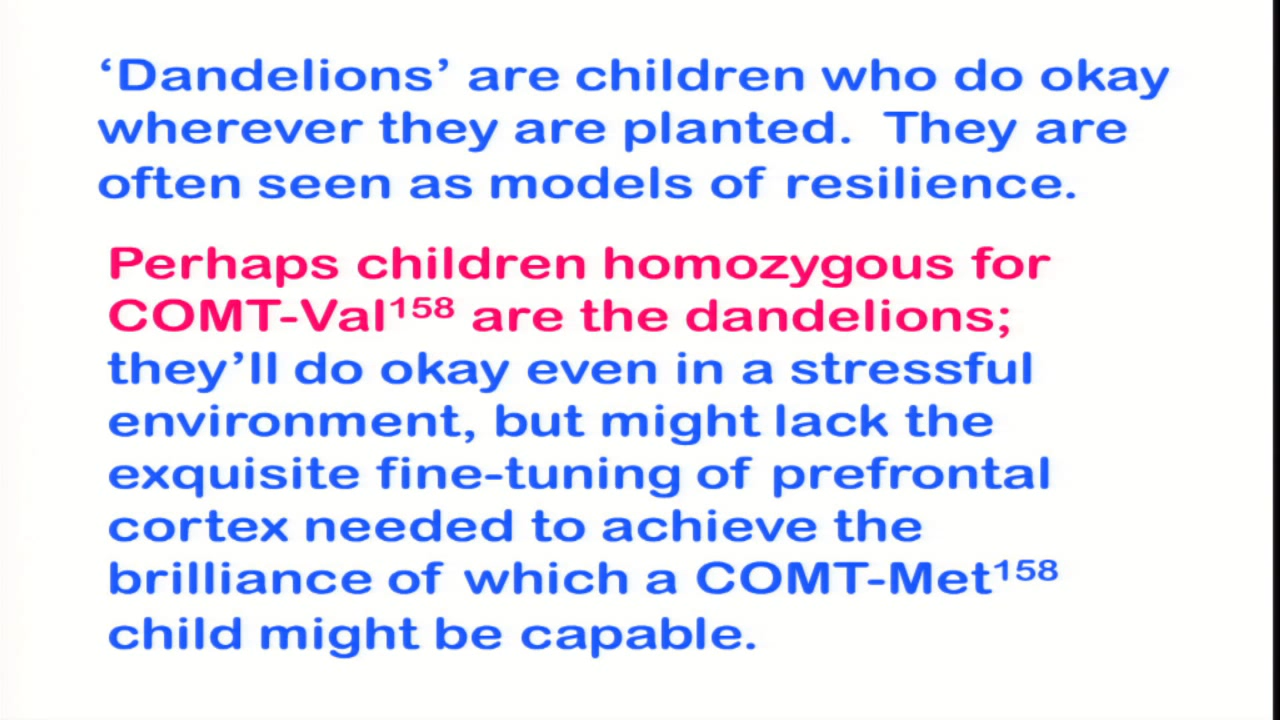 ‘Dandelions’ are children who do okay
wherever they are planted.  They are
often seen as models of resilience.
Perhaps children homozygous for
COMT-Val¹⁵⁸ are the dandelions;
they’ll do okay even in a stressful
environment, but might lack the
exquisite fine-tuning of prefrontal
cortex needed to achieve the
brilliance of which a COMT-Met¹⁵⁸
child might be capable.